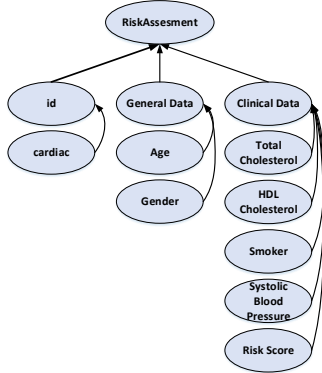 RiskAssesment
id
General Data
Clinical Data
cardiac
Age
Total
Cholesterol
Gender
HDL
Cholesterol
Smoker
Systolic
Blood
Pressure
Risk Score